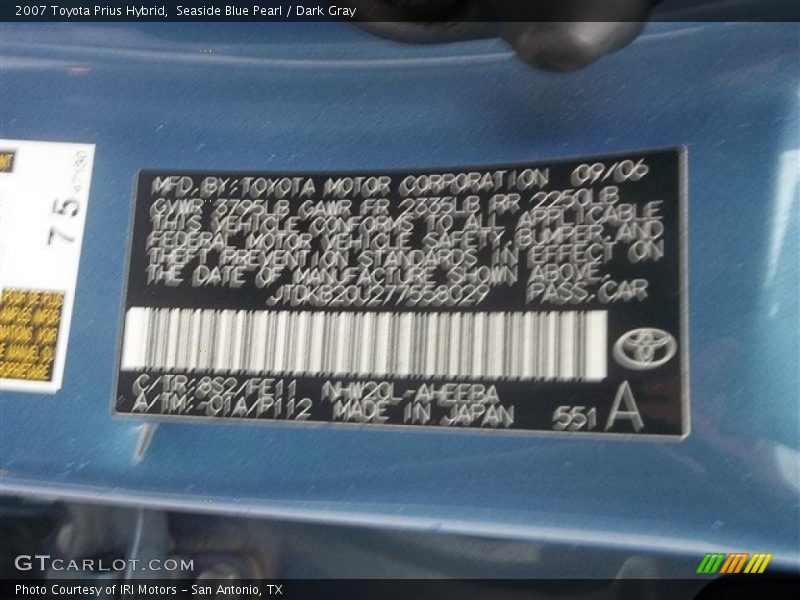 2007 Toyota Prius Hybrid, Seaside Blue Pearl / Dark Gray
75
MFD.BY:TOYOTA MOTOR CORPORATION 09/06
GVWR 3795LB GAWR FR 2335LB RR 2250LB
THIS VEHICLE CONFORMS TO ALL APPLICABLE
FEDERAL MOTOR VEHICLE SAFETY, BUMPER AND
THEFT PREVENTION STANDARDS IN EFFECT ON
THE DATE OF MANUFACTURE SHOWN ABOVE.
JTDKB20U277558029 PASS.CAR
C/TR:8S2/FE11 NHW20L-AHEEBA
A/TM:-01A/P112 MADE IN JAPAN 551 A
GTCARLOT.COM
Photo Courtesy of IRI Motors - San Antonio, TX